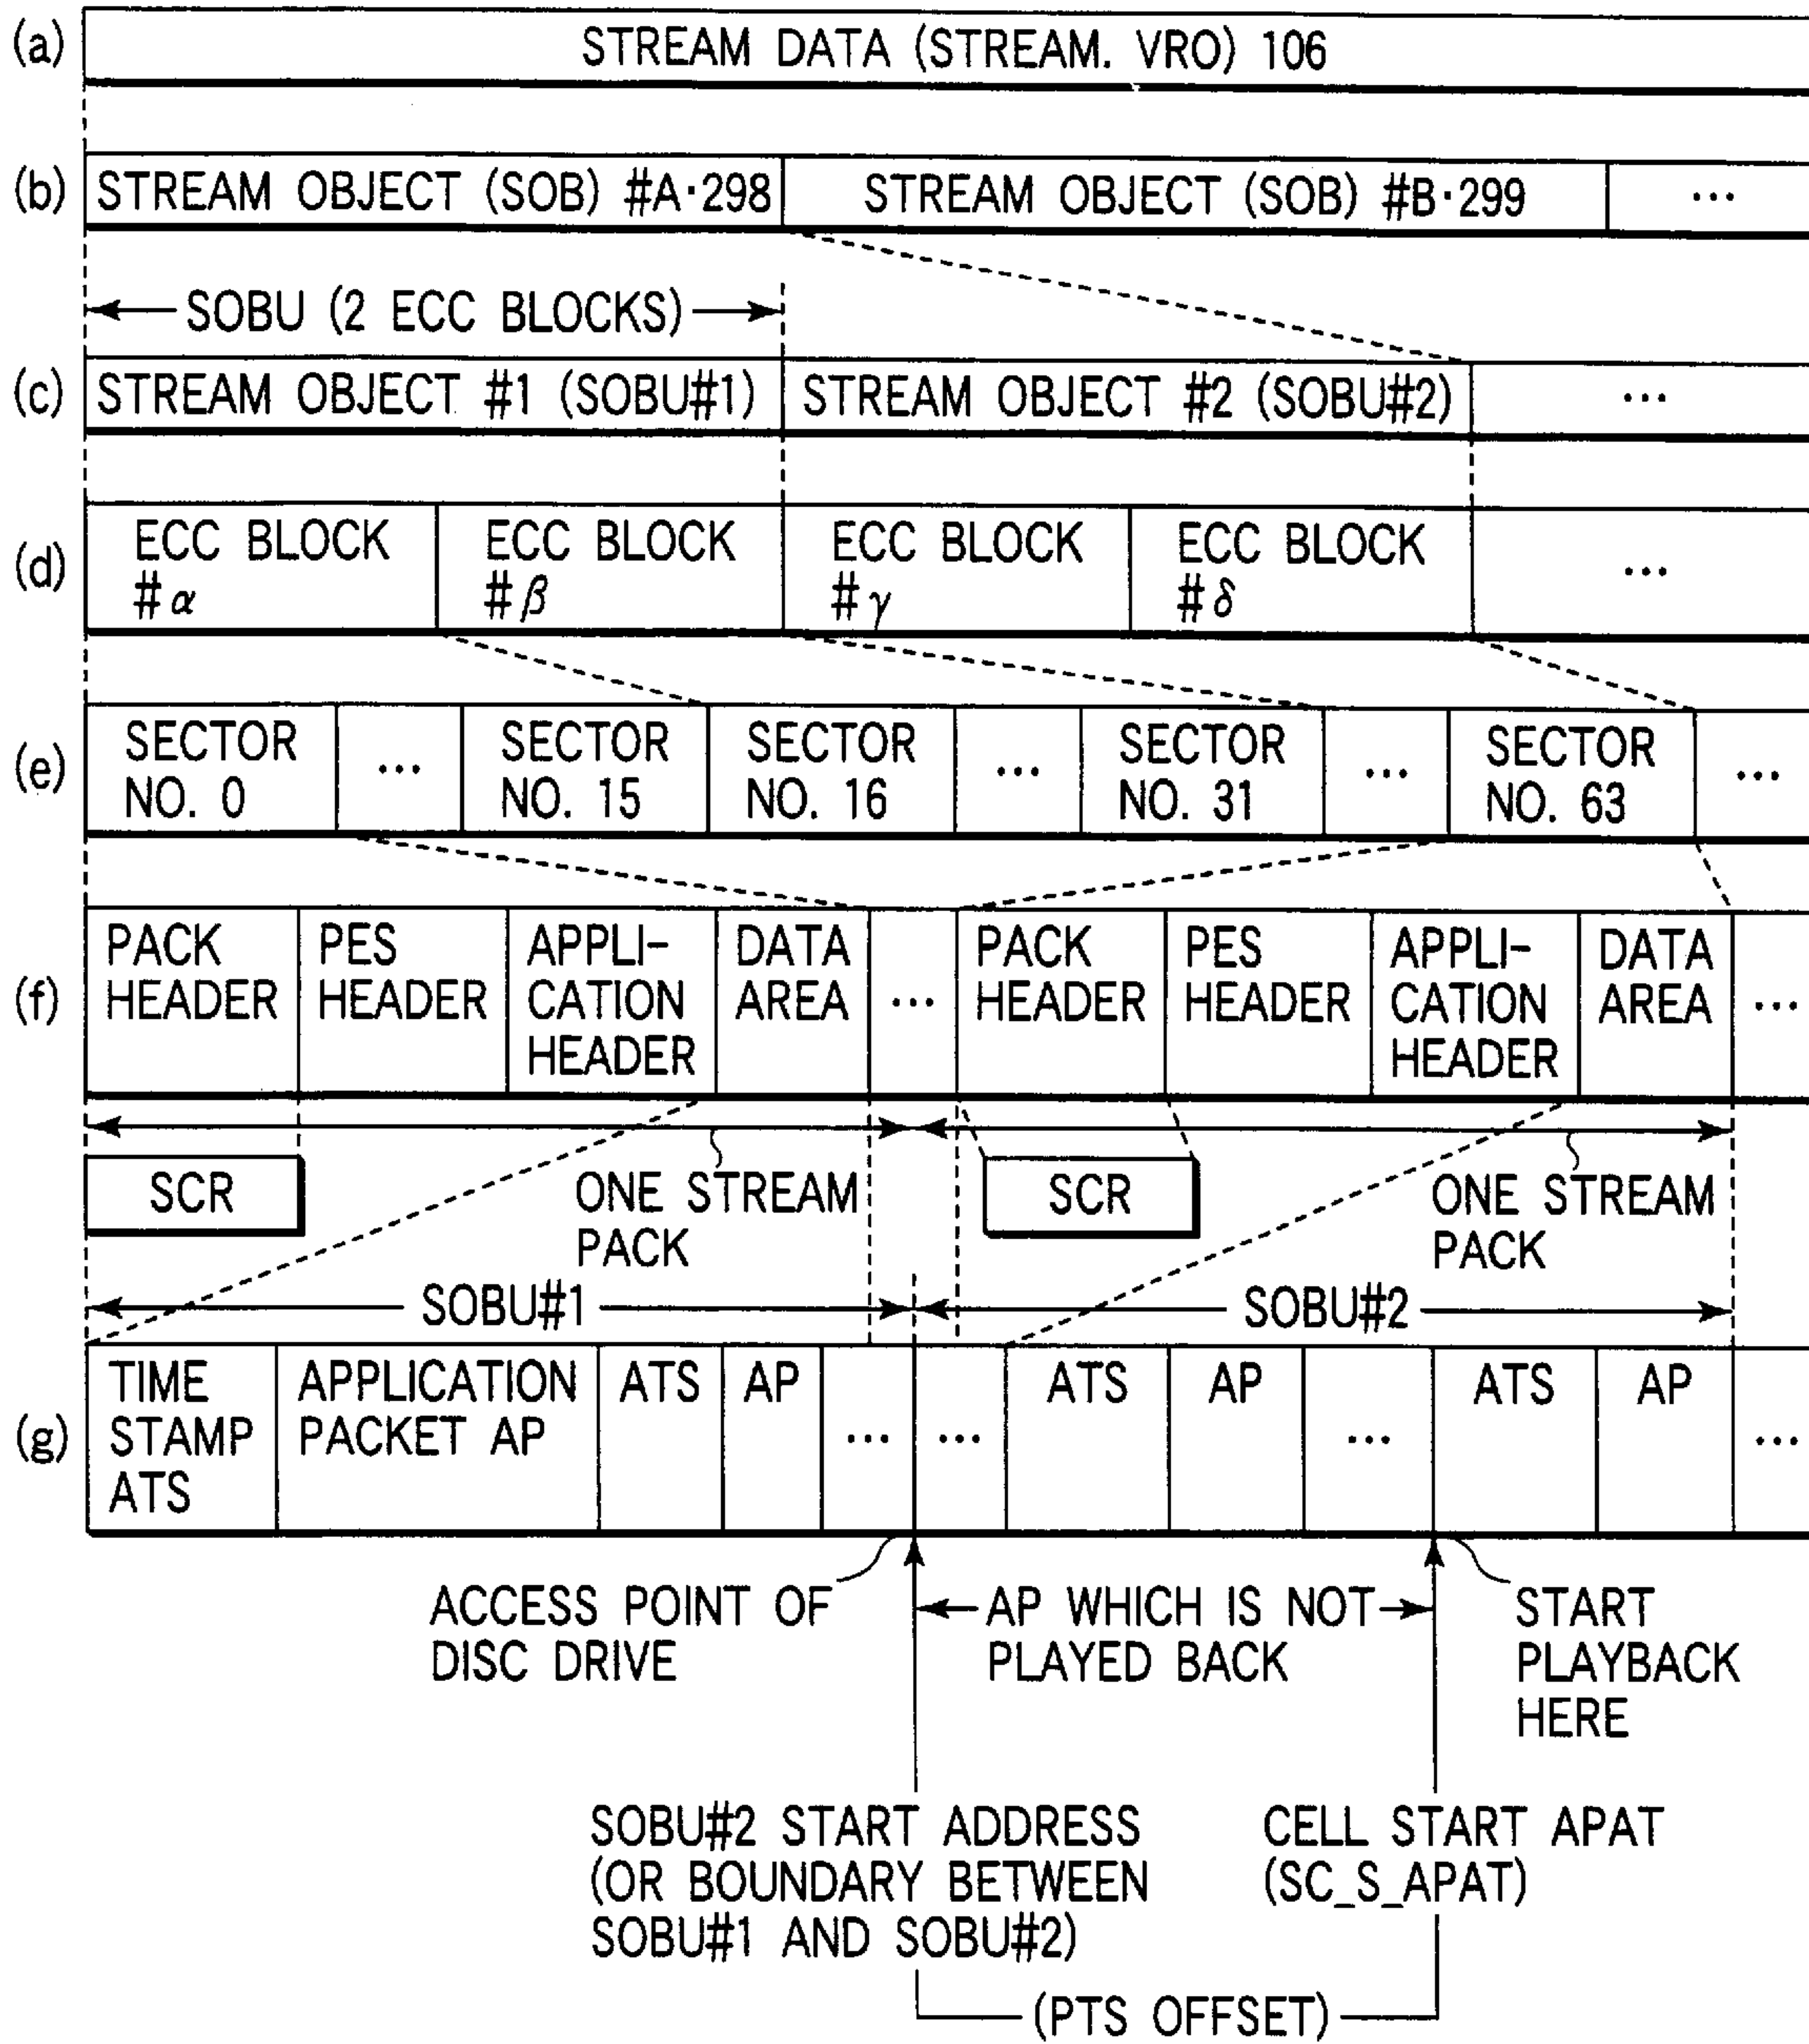 (a) STREAM DATA (STREAM. VRO) 106
(b) STREAM OBJECT (SOB) #A·298 STREAM OBJECT (SOB) #B·299 ...
SOBU (2 ECC BLOCKS)
(c) STREAM OBJECT #1 (SOBU#1) STREAM OBJECT #2 (SOBU#2) ...
(d) ECC BLOCK #α ECC BLOCK #β ECC BLOCK #γ ECC BLOCK #δ ...
(e) SECTOR NO. 0 ... SECTOR NO. 15 SECTOR NO. 16 ... SECTOR NO. 31 ... SECTOR NO. 63 ...
(f) PACK HEADER PES HEADER APPLI-CATION HEADER DATA AREA ... PACK HEADER PES HEADER APPLI-CATION HEADER DATA AREA ...
SCR
ONE STREAM
PACK
SCR
ONE STREAM
PACK
SOBU#1 SOBU#2
(g) TIME STAMP ATS APPLICATION PACKET AP ATS AP ... ... ATS AP ... ATS AP ...
ACCESS POINT OF
DISC DRIVE
AP WHICH IS NOT
PLAYED BACK
START
PLAYBACK
HERE
SOBU#2 START ADDRESS
(OR BOUNDARY BETWEEN
SOBU#1 AND SOBU#2)
CELL START APAT
(SC_S_APAT)
(PTS OFFSET)